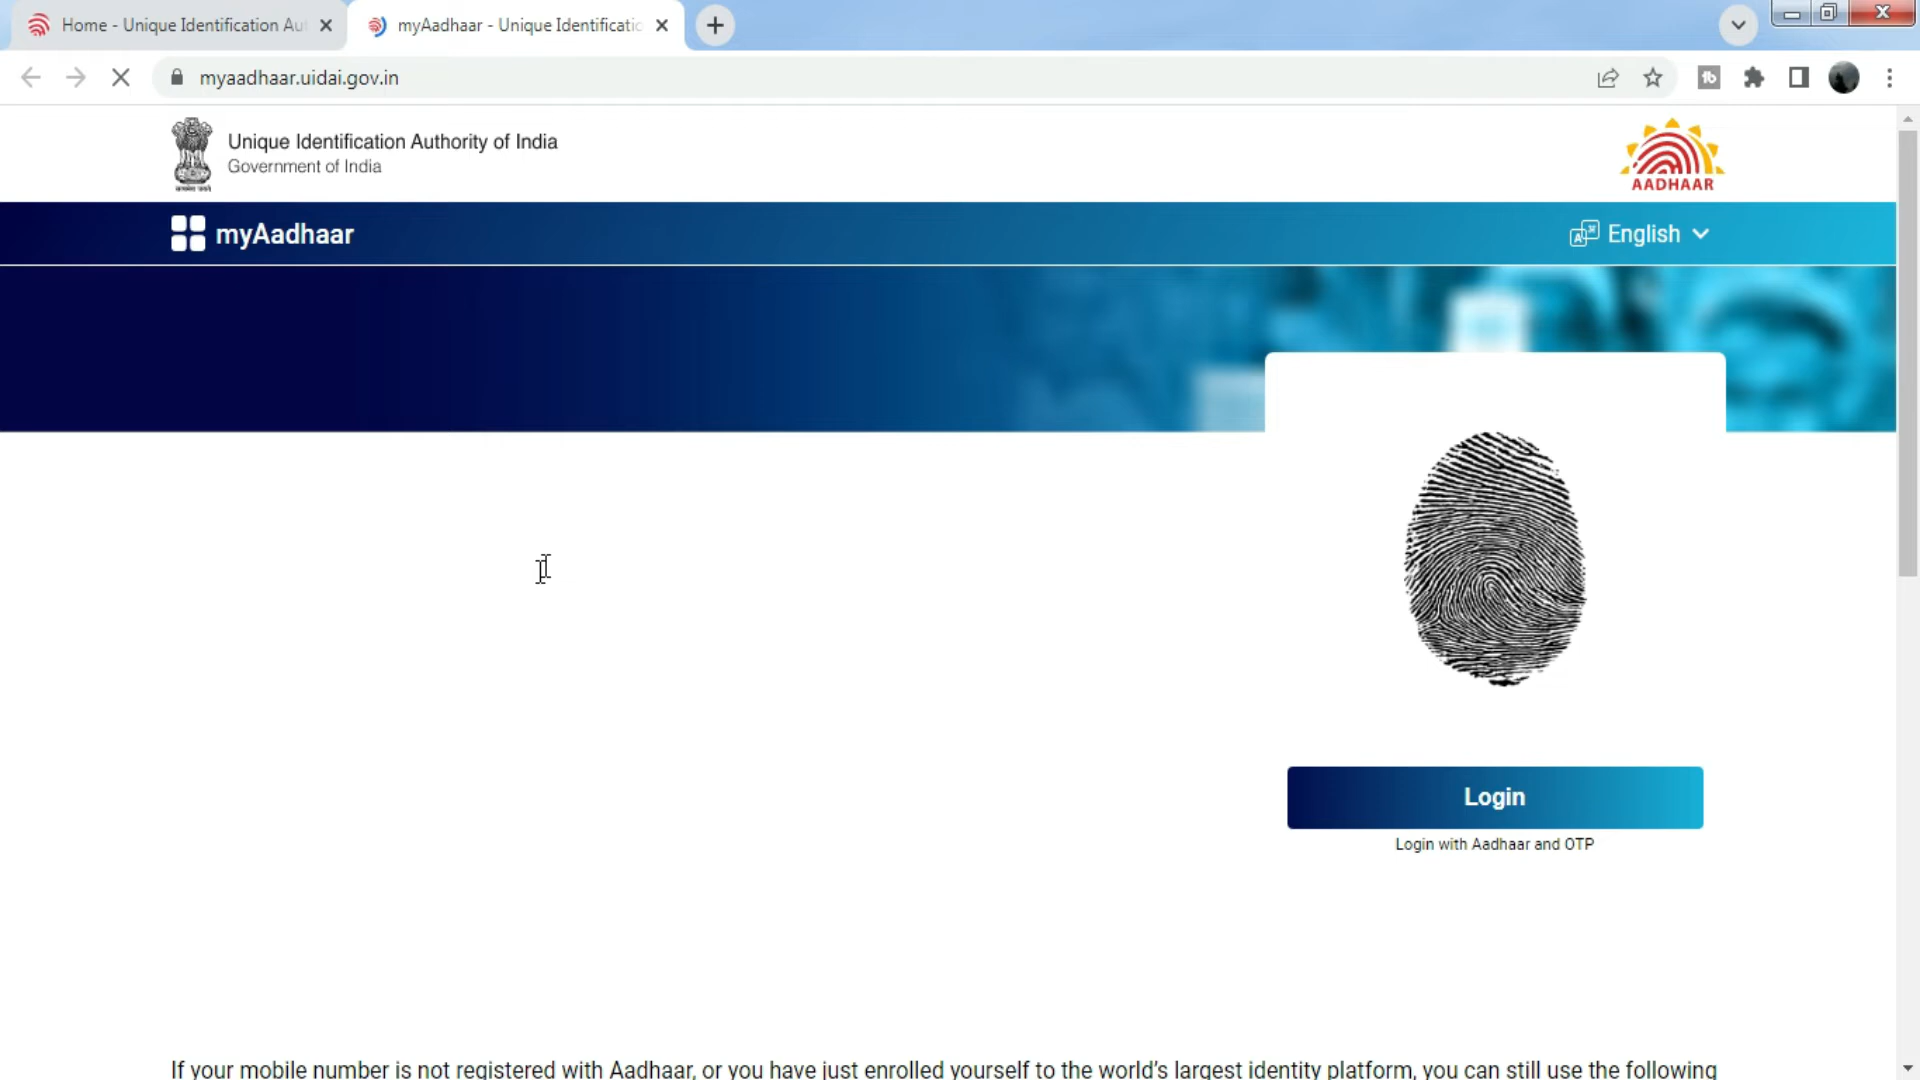 Home - Unique Identification Au
myAadhaar - Unique Identificatio
myaadhaar.uidai.gov.in
Unique Identification Authority of India
Government of India
AADHAAR
myAadhaar
English
Login
Login with Aadhaar and OTP
If your mobile number is not registered with Aadhaar, or you have just enrolled yourself to the world's largest identity platform, you can still use the following